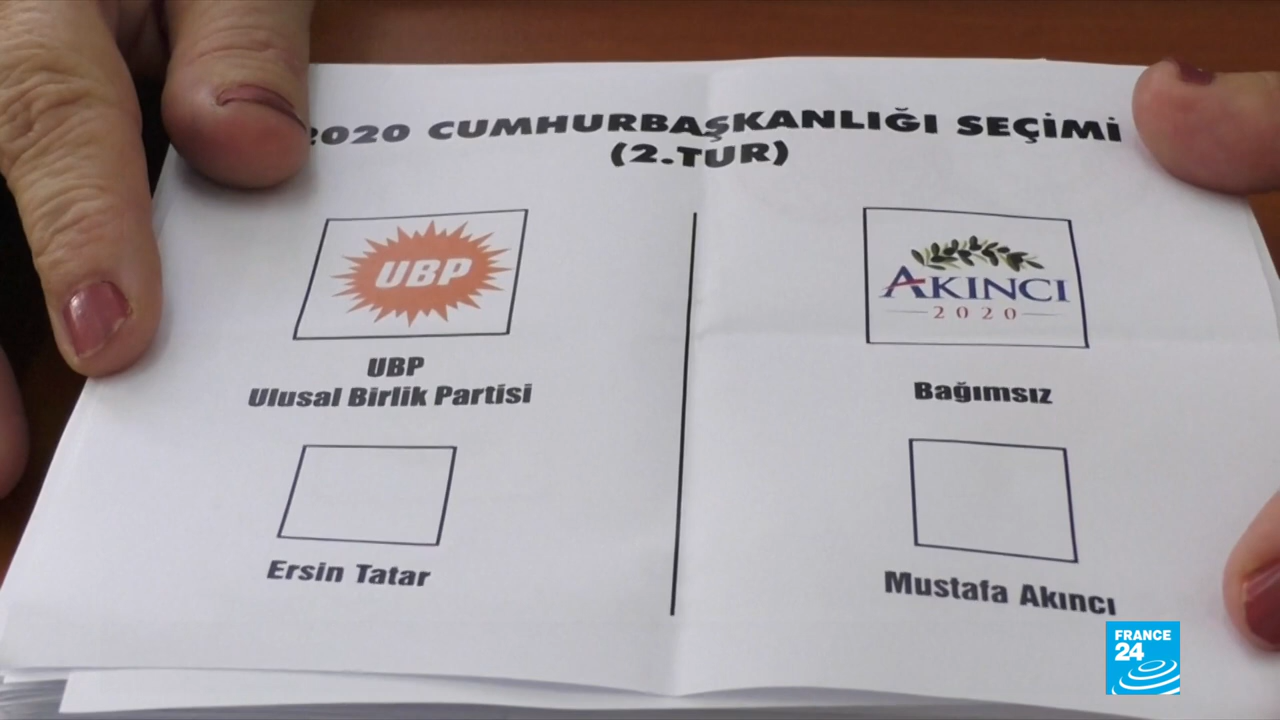 2020 CUMHURBAŞKANLIĞI SEÇİMİ
(2.TUR)
UBP
UBP
Ulusal Birlik Partisi
Ersin Tatar
AKINCI
2020
Bağımsız
Mustafa Akıncı
FRANCE
24